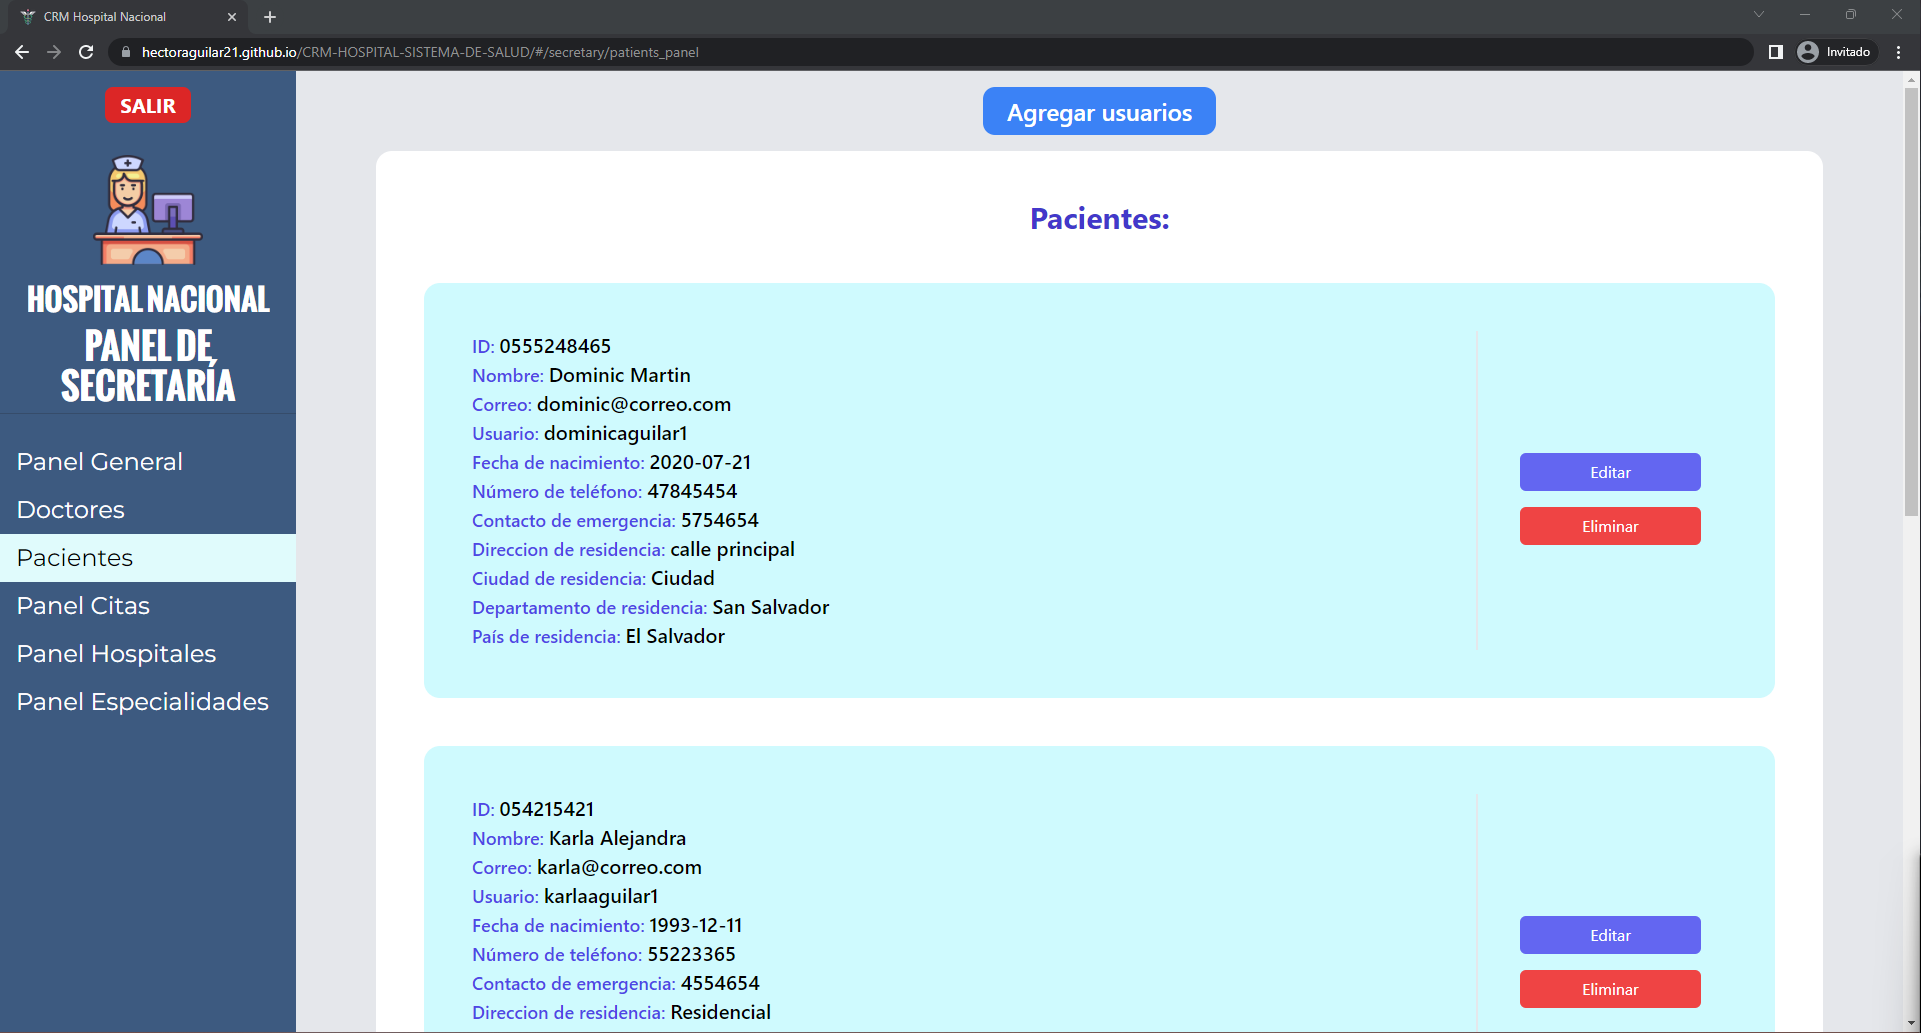 CRM Hospital Nacional
hectoraguilar21.github.io/CRM-HOSPITAL-SISTEMA-DE-SALUD/#/secretary/patients_panel
Invitado
SALIR
HOSPITAL NACIONAL
PANEL DE
SECRETARÍA
Panel General
Doctores
Pacientes
Panel Citas
Panel Hospitales
Panel Especialidades
Agregar usuarios
Pacientes:
ID: 0555248465
Nombre: Dominic Martin
Correo: dominic@correo.com
Usuario: dominicaguilar1
Fecha de nacimiento: 2020-07-21
Número de teléfono: 47845454
Contacto de emergencia: 5754654
Direccion de residencia: calle principal
Ciudad de residencia: Ciudad
Departamento de residencia: San Salvador
País de residencia: El Salvador
Editar
Eliminar
ID: 054215421
Nombre: Karla Alejandra
Correo: karla@correo.com
Usuario: karlaaguilar1
Fecha de nacimiento: 1993-12-11
Número de teléfono: 55223365
Contacto de emergencia: 4554654
Direccion de residencia: Residencial
Editar
Eliminar